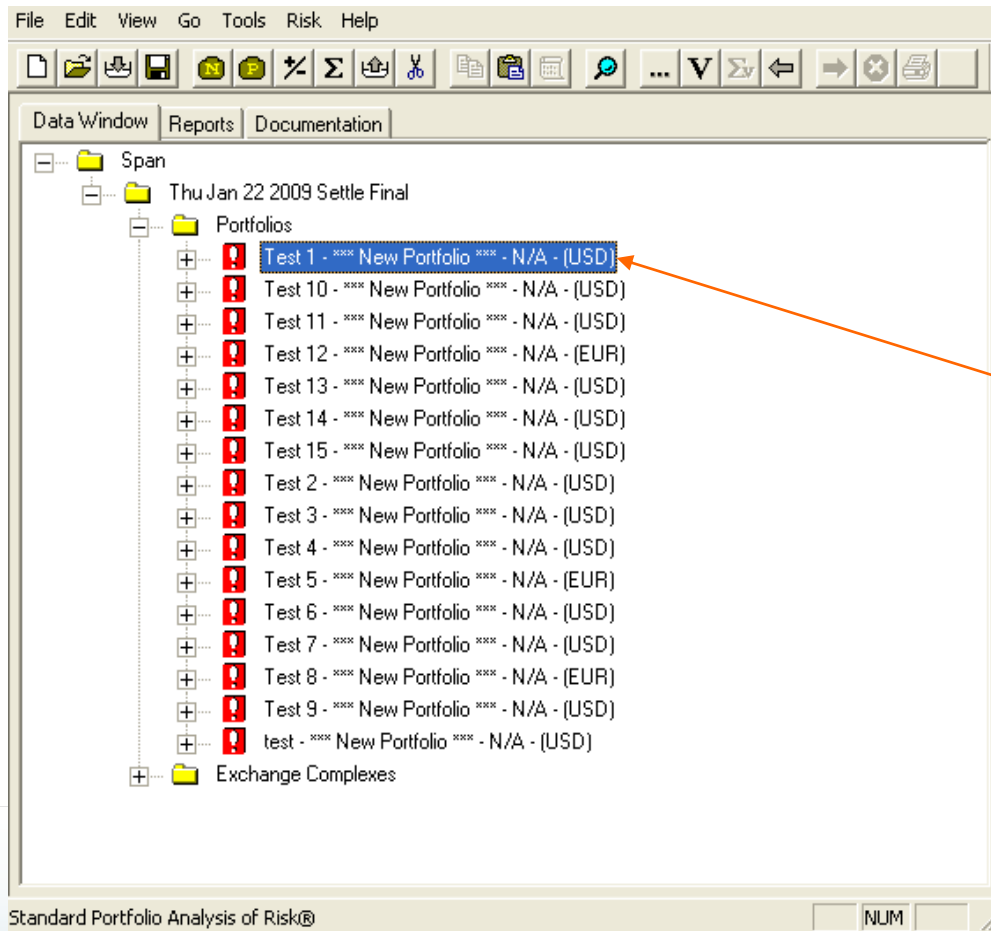 File Edit View Go Tools Risk Help
N P % Σ ... V Σv
Data Window Reports Documentation
Span
Thu Jan 22 2009 Settle Final
Portfolios
Test 1 - *** New Portfolio *** - N/A - (USD)
Test 10 - *** New Portfolio *** - N/A - (USD)
Test 11 - *** New Portfolio *** - N/A - (USD)
Test 12 - *** New Portfolio *** - N/A - (EUR)
Test 13 - *** New Portfolio *** - N/A - (USD)
Test 14 - *** New Portfolio *** - N/A - (USD)
Test 15 - *** New Portfolio *** - N/A - (USD)
Test 2 - *** New Portfolio *** - N/A - (USD)
Test 3 - *** New Portfolio *** - N/A - (USD)
Test 4 - *** New Portfolio *** - N/A - (USD)
Test 5 - *** New Portfolio *** - N/A - (EUR)
Test 6 - *** New Portfolio *** - N/A - (USD)
Test 7 - *** New Portfolio *** - N/A - (USD)
Test 8 - *** New Portfolio *** - N/A - (EUR)
Test 9 - *** New Portfolio *** - N/A - (USD)
test - *** New Portfolio *** - N/A - (USD)
Exchange Complexes
Standard Portfolio Analysis of Risk® NUM